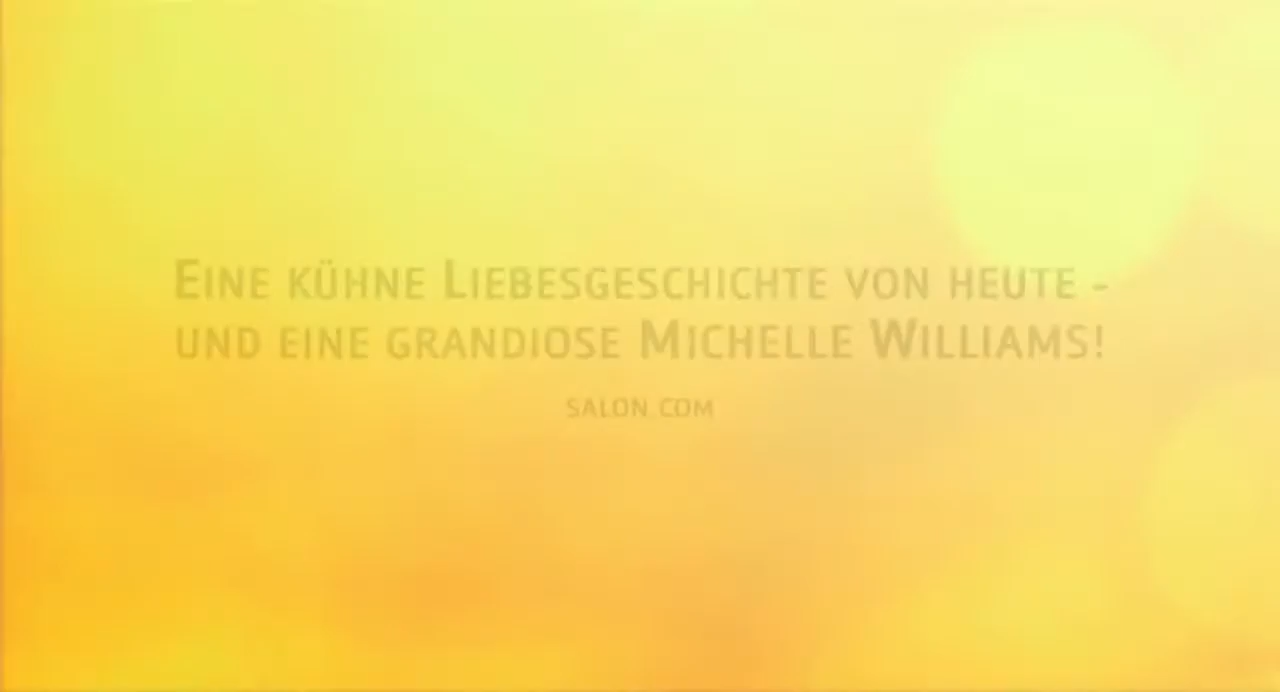 Eine kühne Liebesgeschichte von heute -
und eine grandiose Michelle Williams!
salon.com